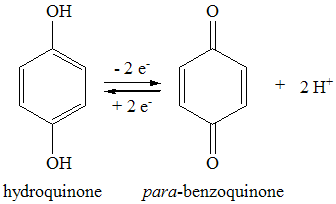 OH
O
- 2 e-
+ 2 e-
+ 2 H+
OH
O
hydroquinone
para-benzoquinone